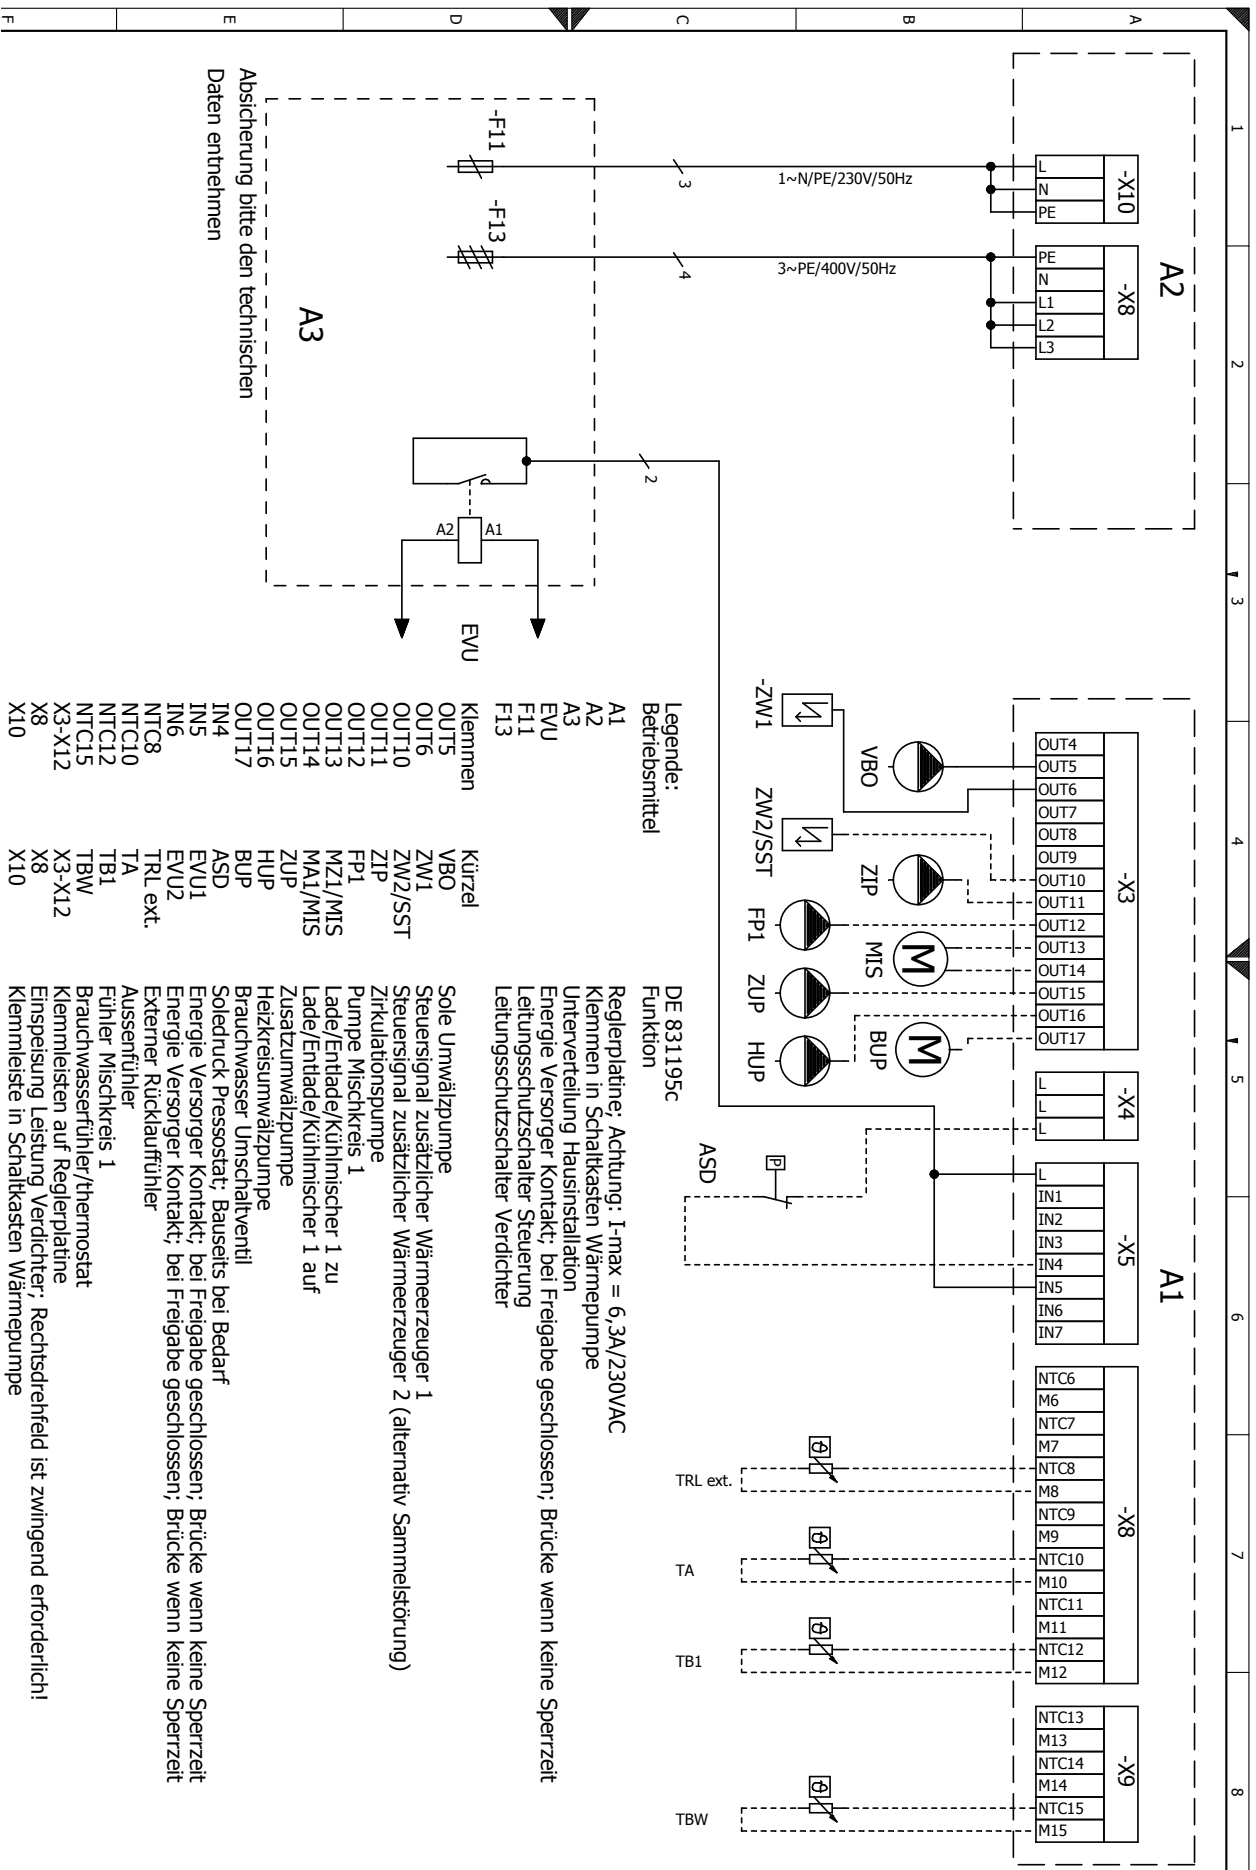 1
2
3
4
5
6
7
8
A
B
C
D
E
F
A2
-X10
L
N
PE
-X8
PE
N
L1
L2
L3
1~N/PE/230V/50Hz
3~PE/400V/50Hz
3
4
2
-F11
-F13
A3
A2
A1
EVU
Absicherung bitte den technischen
Daten entnehmen
A1
-X3
OUT4
OUT5
OUT6
OUT7
OUT8
OUT9
OUT10
OUT11
OUT12
OUT13
OUT14
OUT15
OUT16
OUT17
-X4
L
L
L
-X5
L
IN1
IN2
IN3
IN4
IN5
IN6
IN7
-X8
NTC6
M6
NTC7
M7
NTC8
M8
NTC9
M9
NTC10
M10
NTC11
M11
NTC12
M12
-X9
NTC13
M13
NTC14
M14
NTC15
M15
-ZW1
VBO
ZW2/SST
ZIP
FP1
M
MIS
ZUP
HUP
M
BUP
P
ASD
ϑ
TRL ext.
ϑ
TA
ϑ
TB1
ϑ
TBW
Legende: DE 831195c
Betriebsmittel Funktion
A1 Reglerplatine; Achtung: I-max = 6,3A/230VAC
A2 Klemmen in Schaltkasten Wärmepumpe
A3 Unterverteilung Hausinstallation
EVU Energie Versorger Kontakt; bei Freigabe geschlossen; Brücke wenn keine Sperrzeit
F11 Leitungsschutzschalter Steuerung
F13 Leitungsschutzschalter Verdichter
Klemmen Kürzel
OUT5 VBO Sole Umwälzpumpe
OUT6 ZW1 Steuersignal zusätzlicher Wärmeerzeuger 1
OUT10 ZW2/SST Steuersignal zusätzlicher Wärmeerzeuger 2 (alternativ Sammelstörung)
OUT11 ZIP Zirkulationspumpe
OUT12 FP1 Pumpe Mischkreis 1
OUT13 MZ1/MIS Lade/Entlade/Kühlmischer 1 zu
OUT14 MA1/MIS Lade/Entlade/Kühlmischer 1 auf
OUT15 ZUP Zusatzumwälzpumpe
OUT16 HUP Heizkreisumwälzpumpe
OUT17 BUP Brauchwasser Umschaltventil
IN4 ASD Soledruck Pressostat; Bauseits bei Bedarf
IN5 EVU1 Energie Versorger Kontakt; bei Freigabe geschlossen; Brücke wenn keine Sperrzeit
IN6 EVU2 Energie Versorger Kontakt; bei Freigabe geschlossen; Brücke wenn keine Sperrzeit
NTC8 TRL ext. Externer Rücklauffühler
NTC10 TA Aussenfühler
NTC12 TB1 Fühler Mischkreis 1
NTC15 TBW Brauchwasserfühler/thermostat
X3-X12 X3-X12 Klemmleisten auf Reglerplatine
X8 X8 Einspeisung Leistung Verdichter; Rechtsdrehfeld ist zwingend erforderlich!
X10 X10 Klemmleiste in Schaltkasten Wärmepumpe